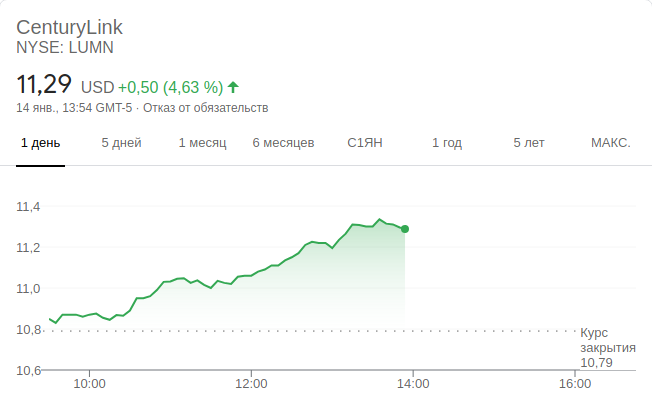 CenturyLink
NYSE: LUMN
11,29 USD +0,50 (4,63 %)
14 янв., 13:54 GMT-5 · Отказ от обязательств
1 день 5 дней 1 месяц 6 месяцев С1ЯН 1 год 5 лет МАКС.
11,4
11,2
11,0
10,8
10,6
Курс
закрытия
10,79
10:00 12:00 14:00 16:00